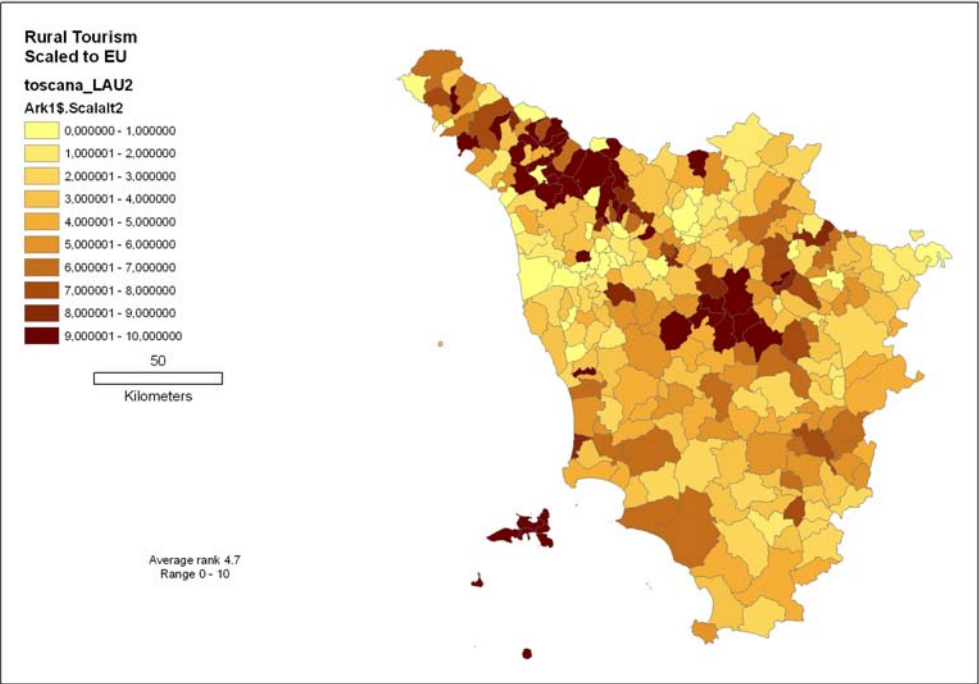 Rural Tourism
Scaled to EU
toscana_LAU2
Ark1$.Scalalt2
0,000000 - 1,000000
1,000001 - 2,000000
2,000001 - 3,000000
3,000001 - 4,000000
4,000001 - 5,000000
5,000001 - 6,000000
6,000001 - 7,000000
7,000001 - 8,000000
8,000001 - 9,000000
9,000001 - 10,000000
50
Kilometers
Average rank 4.7
Range 0 - 10